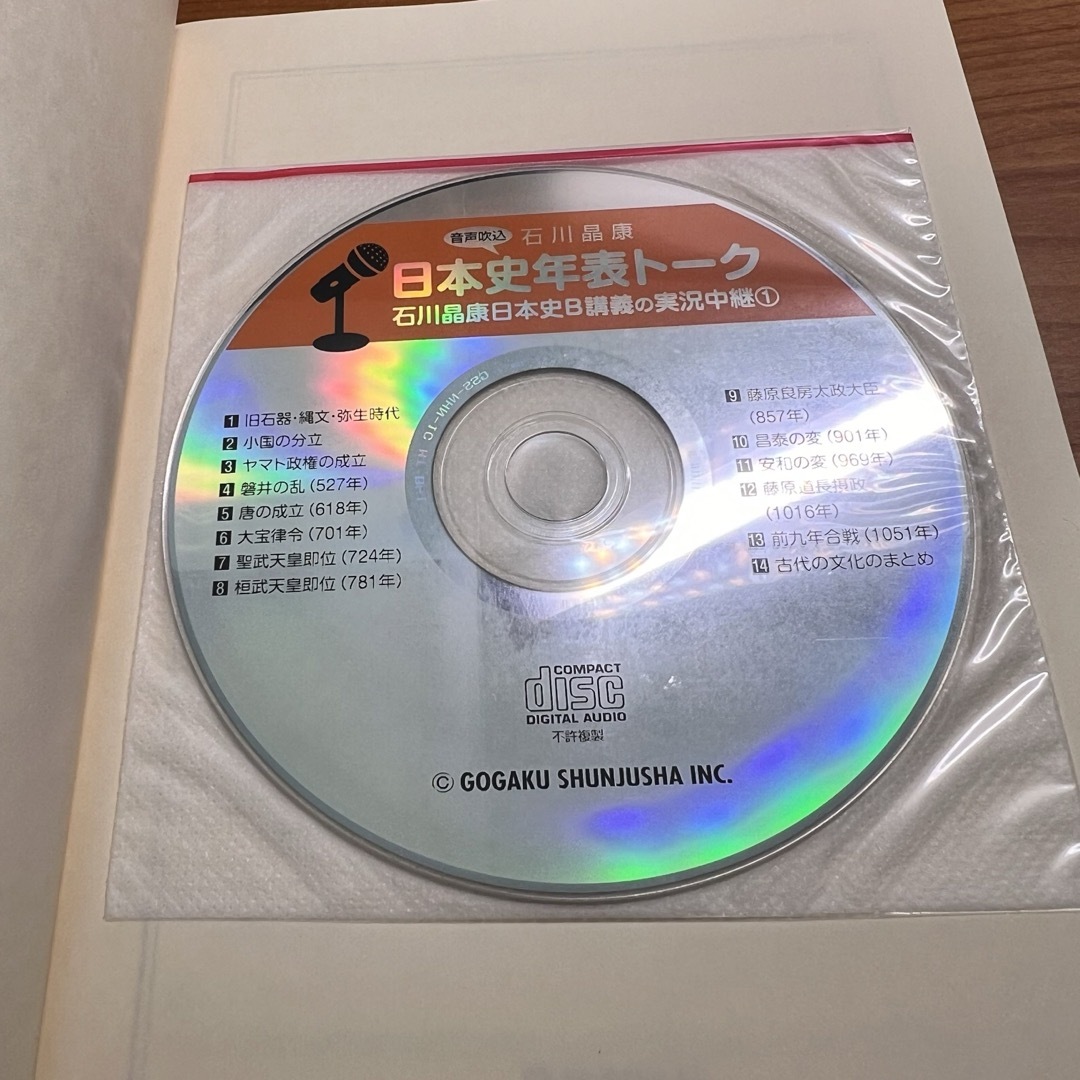 音声吹込
石川晶康
日本史年表トーク
石川晶康日本史B講義の実況中継①
1 旧石器・縄文・弥生時代
2 小国の分立
3 ヤマト政権の成立
4 磐井の乱(527年)
5 唐の成立(618年)
6 大宝律令(701年)
7 聖武天皇即位(724年)
8 桓武天皇即位(781年)
9 藤原良房太政大臣
(857年)
10 昌泰の変(901年)
11 安和の変(969年)
12 藤原道長摂政
(1016年)
13 前九年合戦(1051年)
14 古代の文化のまとめ
COMPACT
disc
DIGITAL AUDIO
不許複製
© GOGAKU SHUNJUSHA INC.